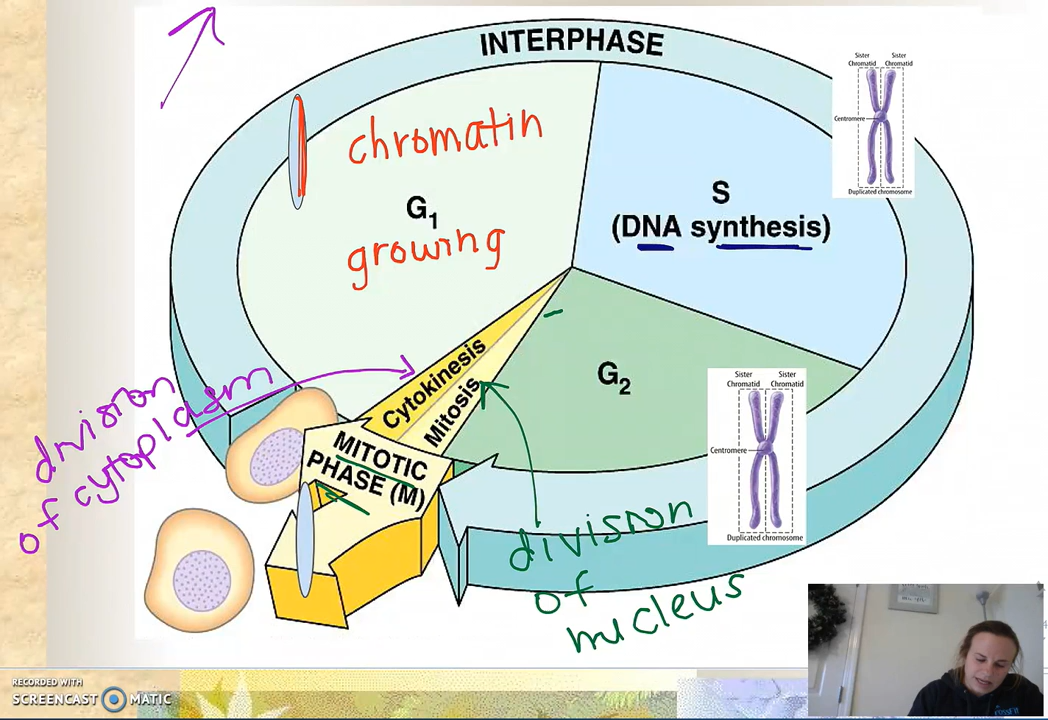 INTERPHASE
Sister Sister
Chromatid Chromatid
Centromere
Duplicated chromosome
chromatin
G1
growing
S
(DNA synthesis)
G2
Sister Sister
Chromatid Chromatid
Centromere
Duplicated chromosome
Cytokinesis
Mitosis
MITOTIC
PHASE (M)
division
of cytoplasm
division
of
nucleus
RECORDED WITH
SCREENCAST MATIC